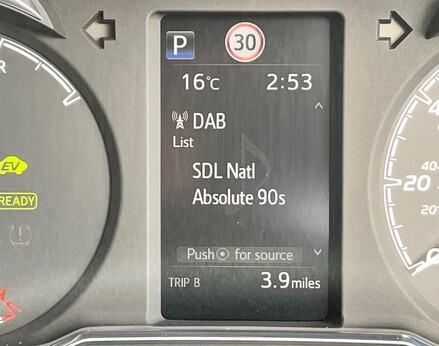 P
30
16°C 2:53
DAB
List
SDL Natl
Absolute 90s
Push for source
TRIP B 3.9 miles
EV
READY
20